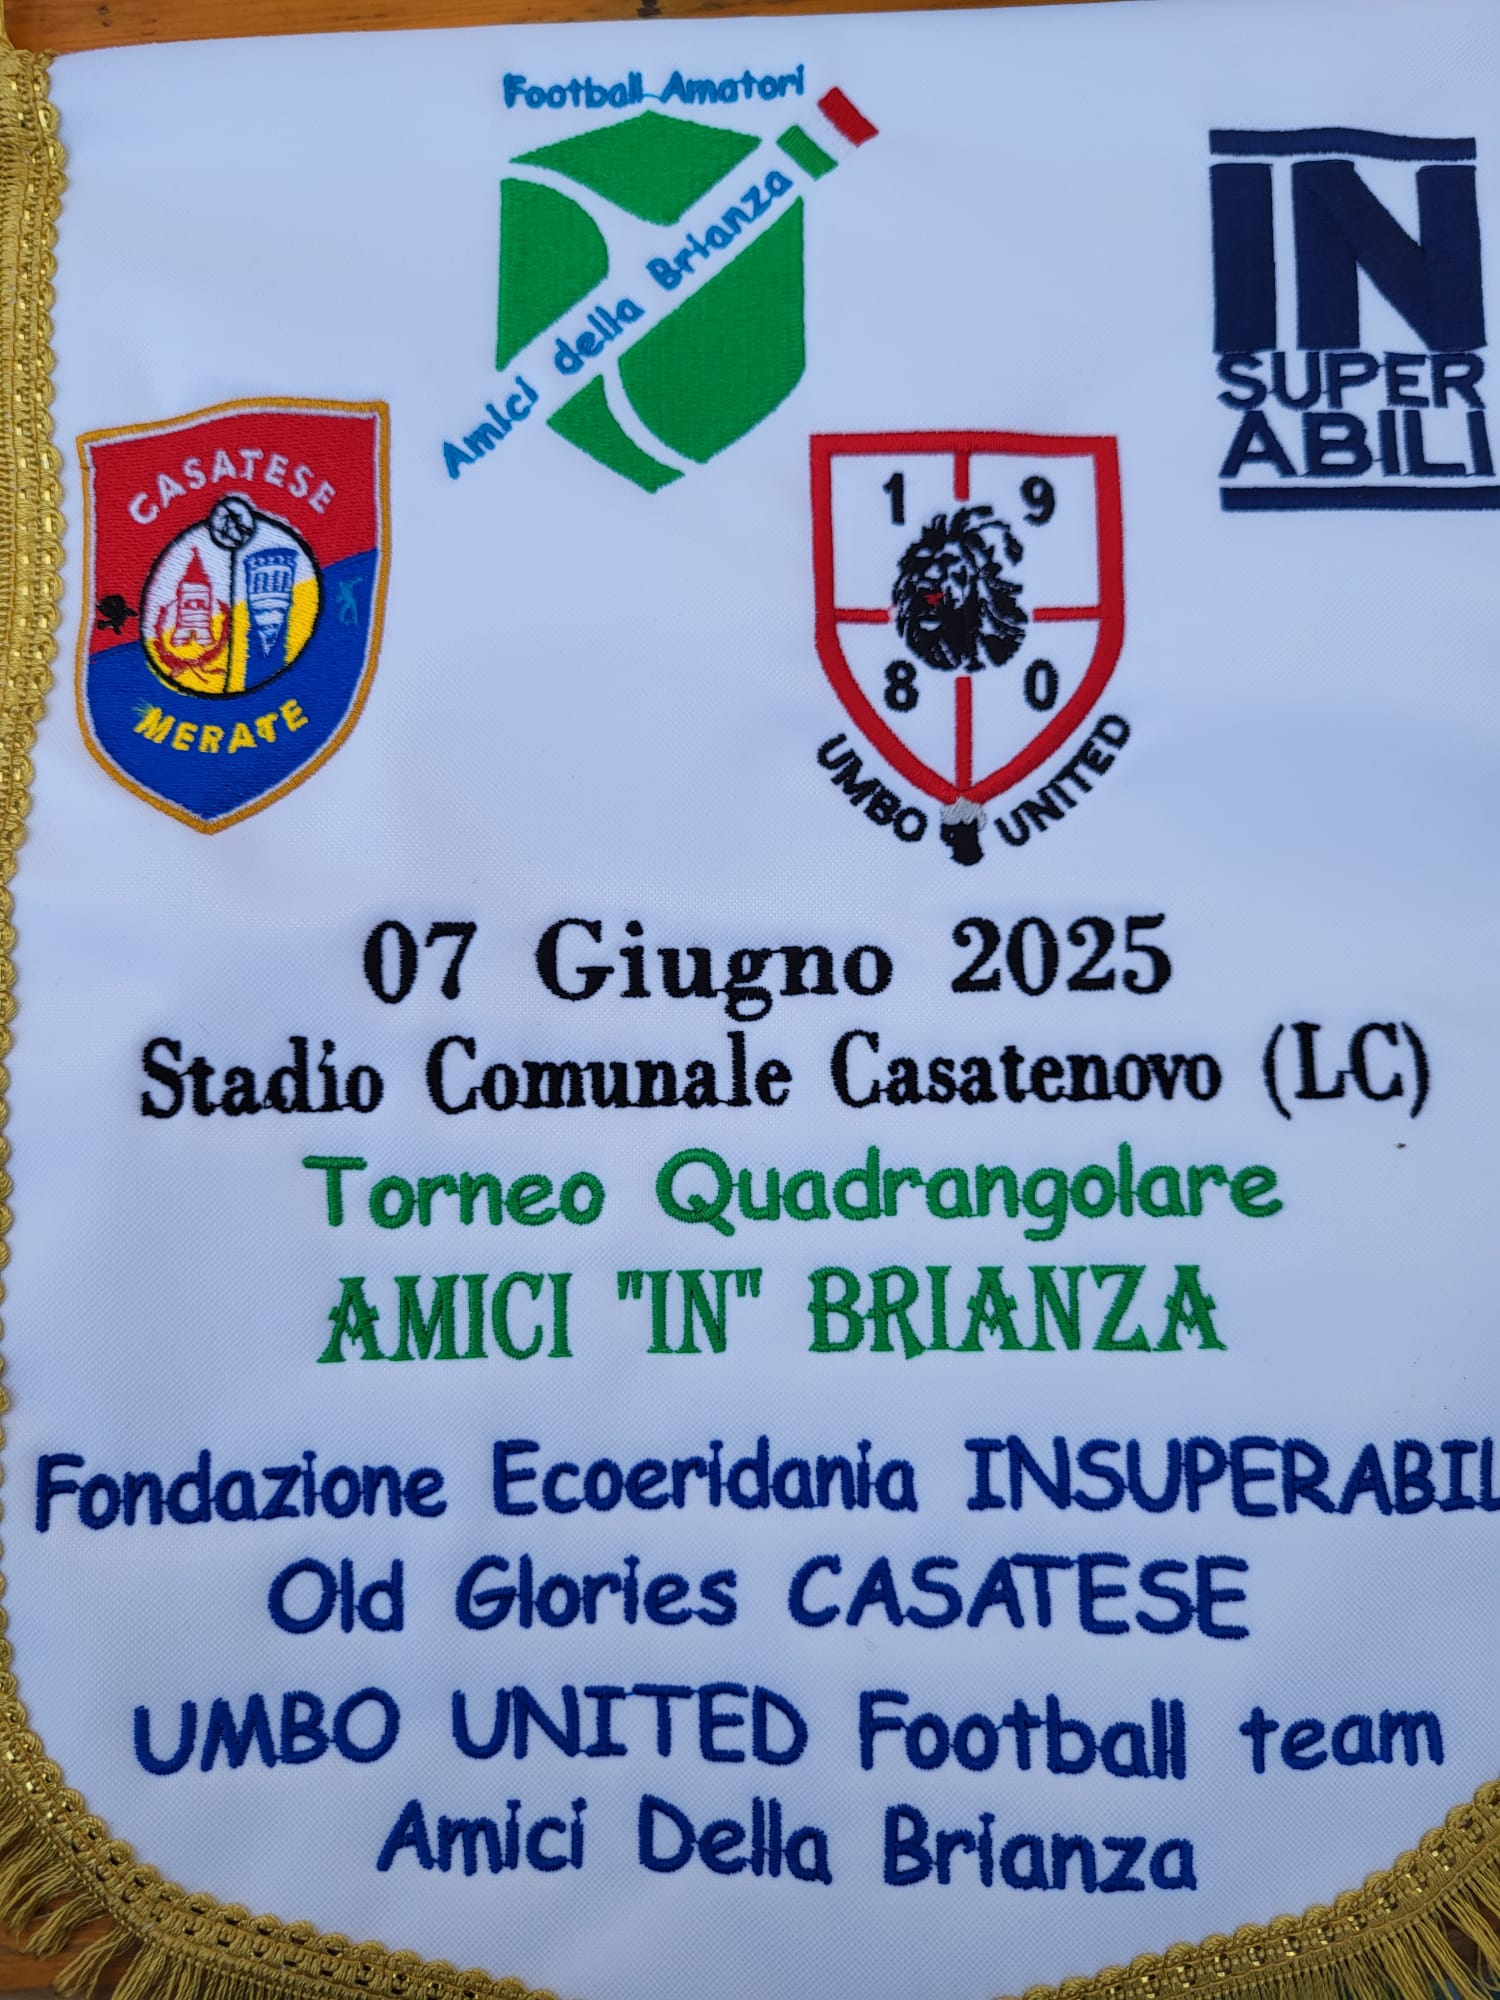 Football Amatori
Amici della Brianza
IN
SUPER
ABILI
CASATESE
MERATE
1 9
8 0
UMBO UNITED
07 Giugno 2025
Stadio Comunale Casatenovo (LC)
Torneo Quadrangolare
AMICI "IN" BRIANZA
Fondazione Ecoeridania INSUPERABIL
Old Glories CASATESE
UMBO UNITED Football team
Amici Della Brianza